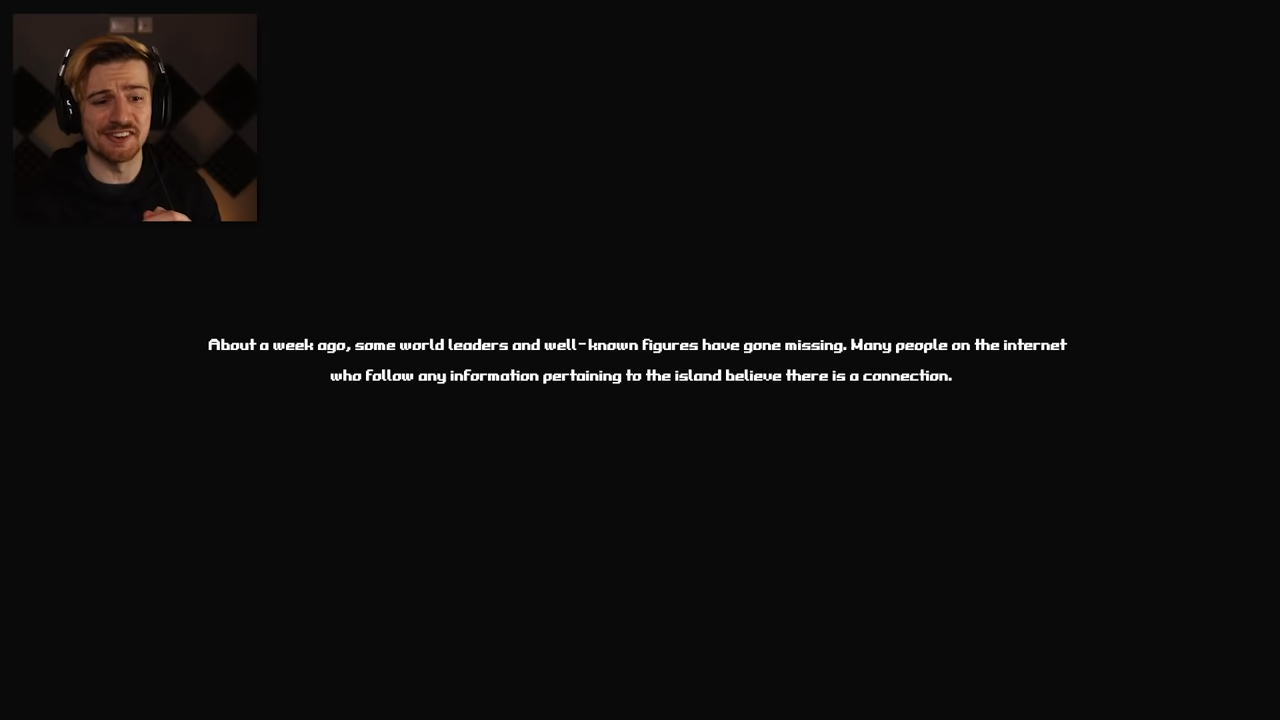 About a week ago, some world leaders and well-known figures have gone missing. Many people on the internet
who follow any information pertaining to the island believe there is a connection.